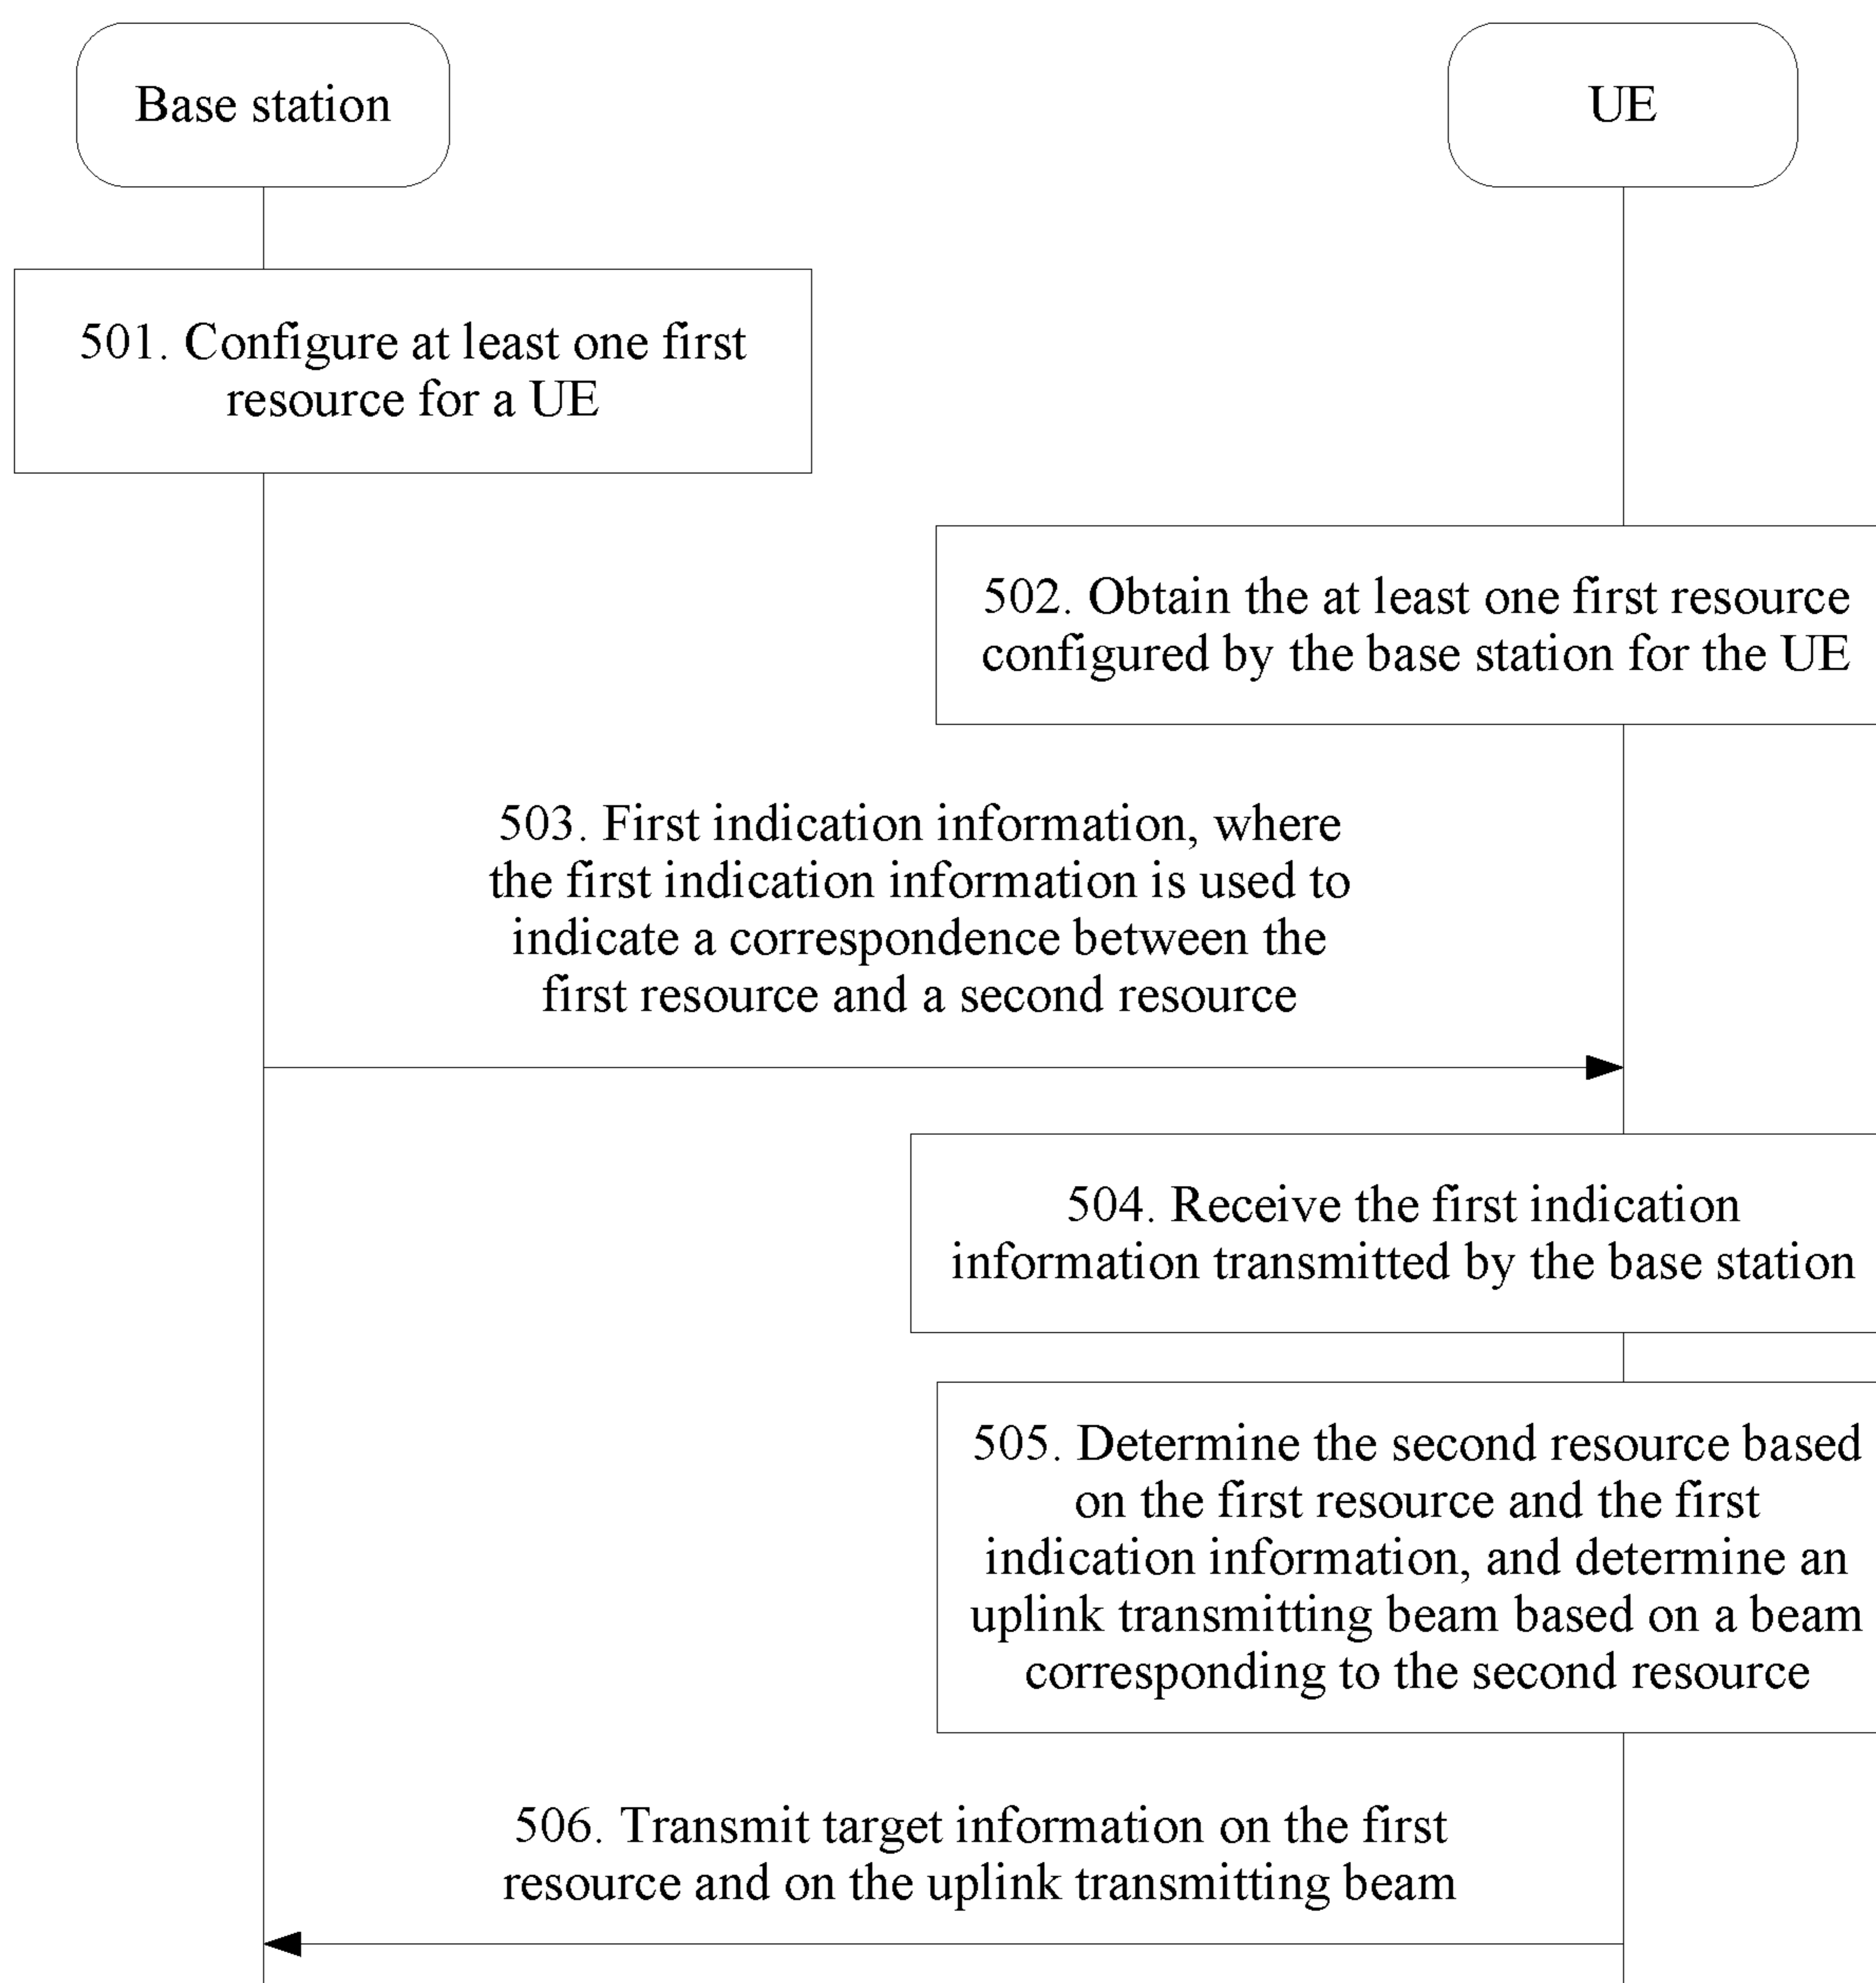 Base station
UE
501. Configure at least one first
resource for a UE
502. Obtain the at least one first resource
configured by the base station for the UE
503. First indication information, where
the first indication information is used to
indicate a correspondence between the
first resource and a second resource
504. Receive the first indication
information transmitted by the base station
505. Determine the second resource based
on the first resource and the first
indication information, and determine an
uplink transmitting beam based on a beam
corresponding to the second resource
506. Transmit target information on the first
resource and on the uplink transmitting beam